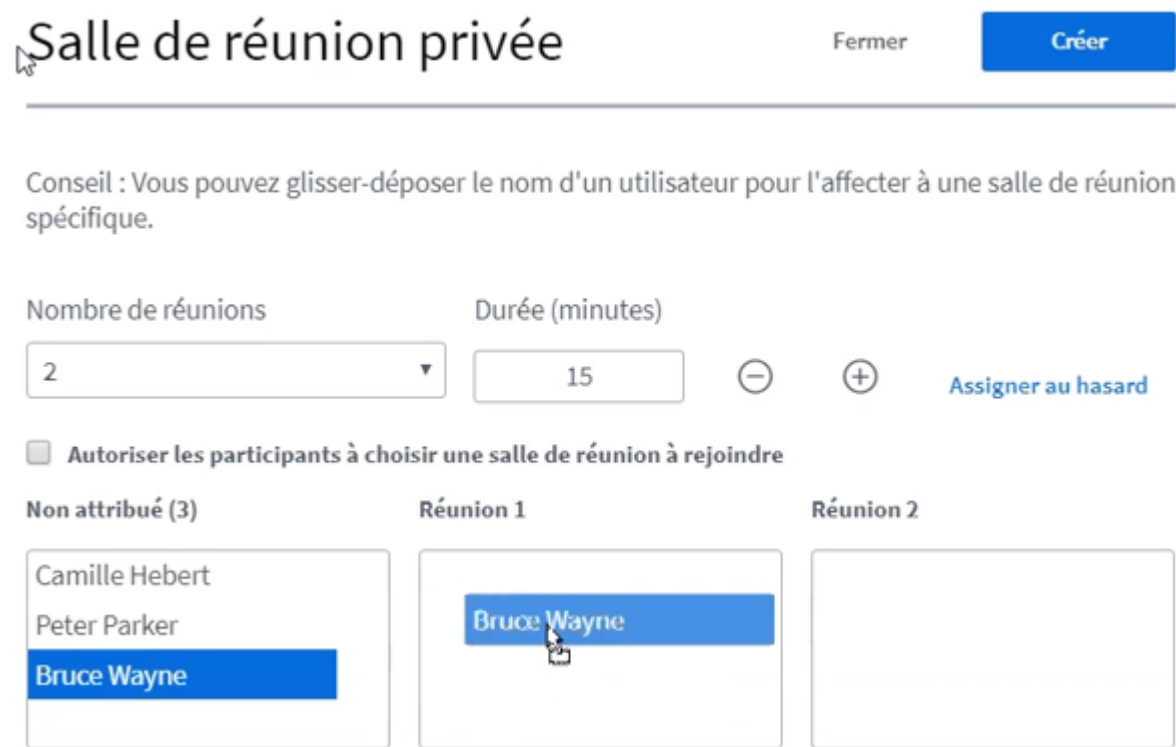 Salle de réunion privée
Fermer
Créer
Conseil : Vous pouvez glisser-déposer le nom d'un utilisateur pour l'affecter à une salle de réunion
spécifique.
Nombre de réunions
Durée (minutes)
2
15
Assigner au hasard
Autoriser les participants à choisir une salle de réunion à rejoindre
Non attribué (3)
Réunion 1
Réunion 2
Camille Hebert
Peter Parker
Bruce Wayne
Bruce Wayne